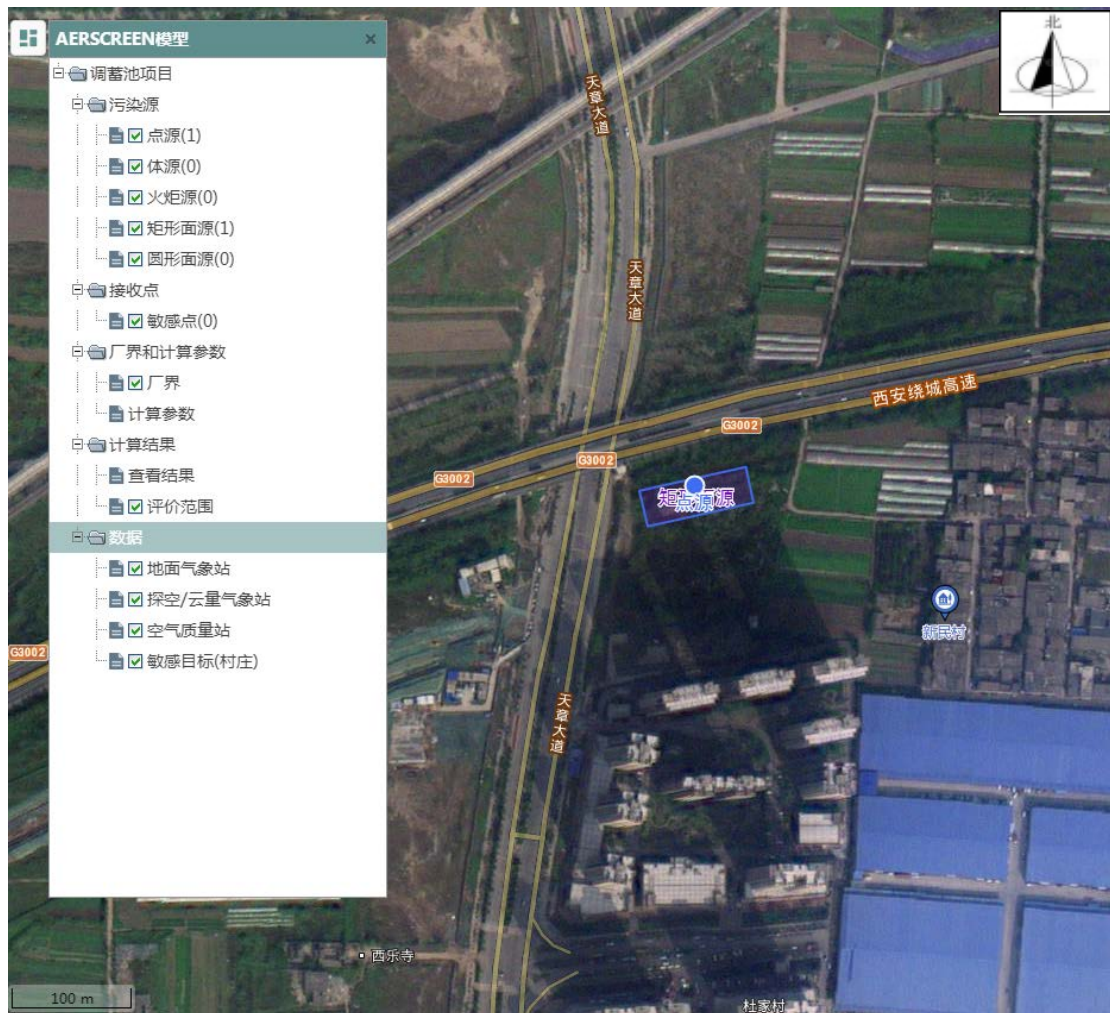 AERSCREEN模型 ×
调蓄池项目
污染源
点源(1)
体源(0)
火炬源(0)
矩形面源(1)
圆形面源(0)
接收点
敏感点(0)
厂界和计算参数
厂界
计算参数
计算结果
查看结果
评价范围
数据
地面气象站
探空/云量气象站
空气质量站
敏感目标(村庄)
北
天章大道
天章大道
西安绕城高速
G3002
G3002
G3002
点源
新民村
G3002
天章大道
西乐寺
100 m
杜家村